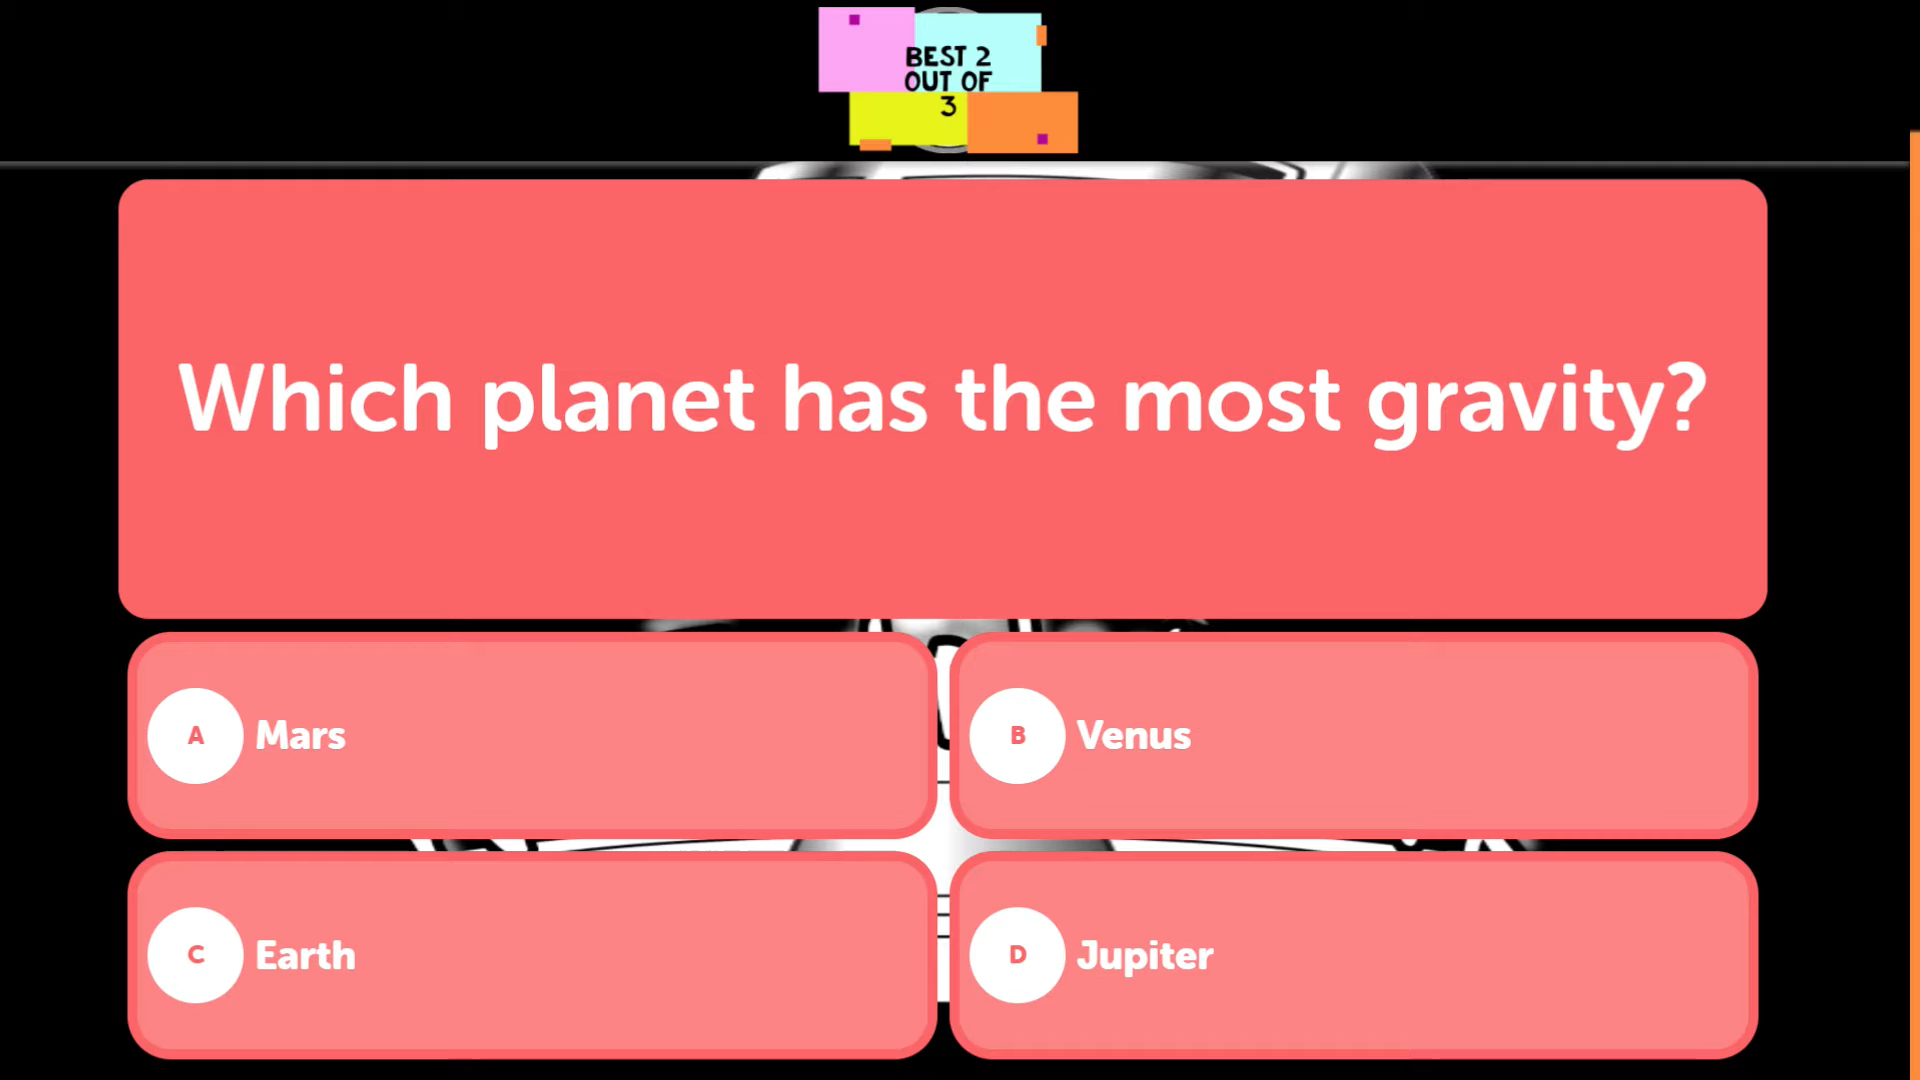 BEST 2
OUT OF
3
Which planet has the most gravity?
A Mars
B Venus
C Earth
D Jupiter